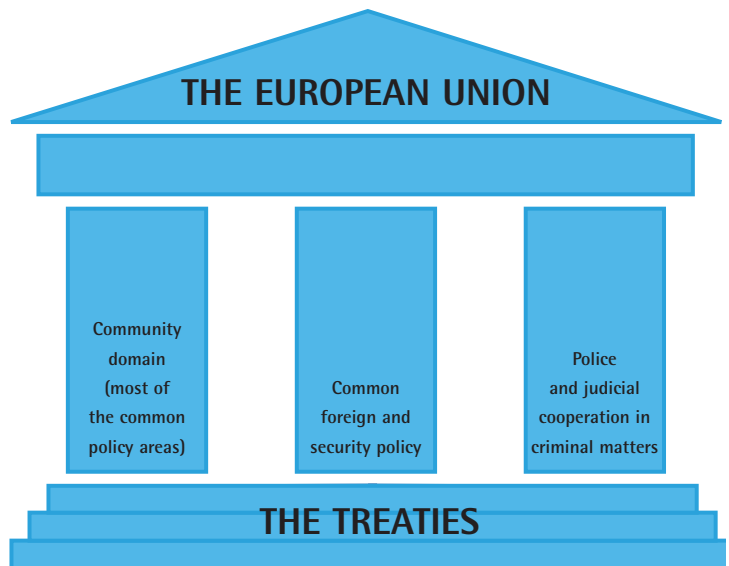 THE EUROPEAN UNION
Community
domain
(most of
the common
policy areas)
Common
foreign and
security policy
Police
and judicial
cooperation in
criminal matters
THE TREATIES